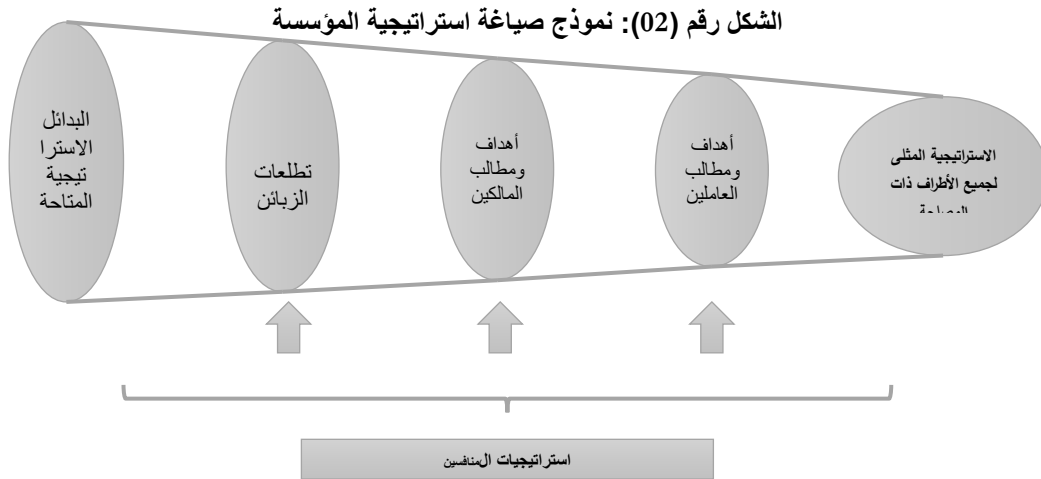 الشكل رقم (02): نموذج صياغة استراتيجية المؤسسة
البدائل
الاسترا
تيجية
المتاحة
تطلعات
الزبائن
أهداف
ومطالب
المالكين
أهداف
ومطالب
العاملين
الاستراتيجية المثلى
لجميع الأطراف ذات
استراتيجيات المنافسين